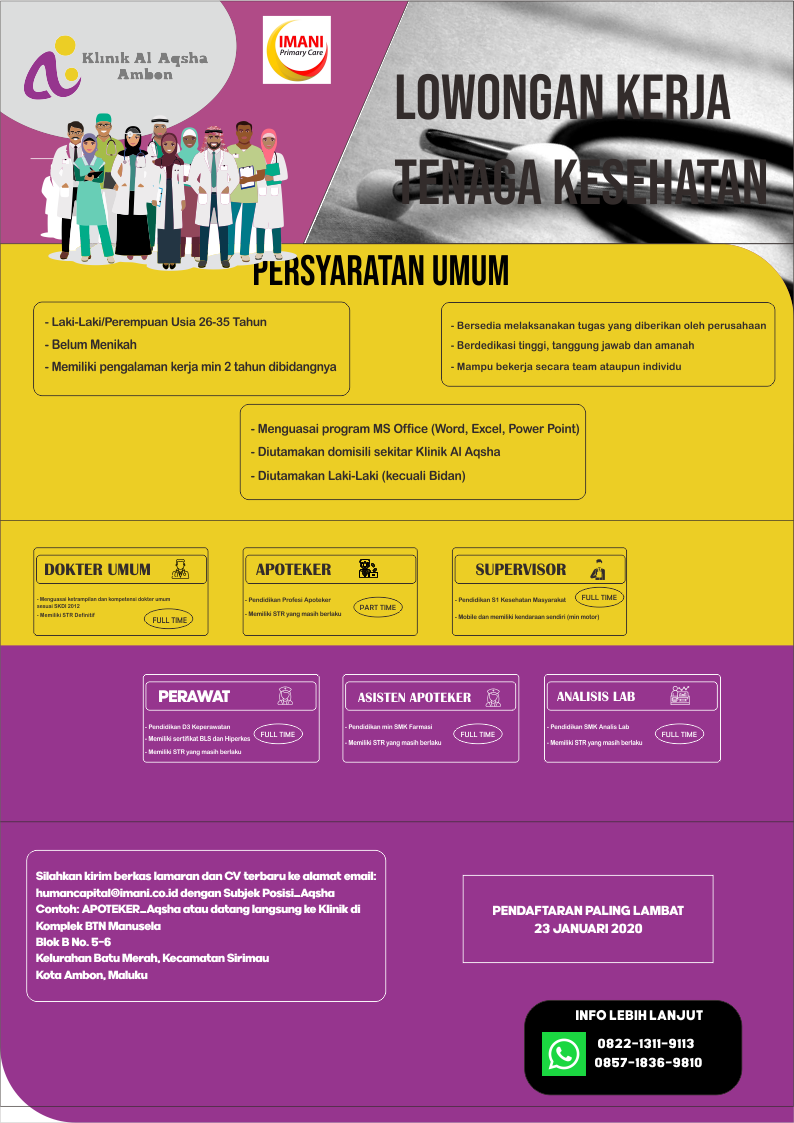 Klinik Al Aqsha
Ambon
IMANI
Primary Care
LOWONGAN KERJA
TENAGA KESEHATAN
PERSYARATAN UMUM
- Laki-Laki/Perempuan Usia 26-35 Tahun
- Belum Menikah
- Memiliki pengalaman kerja min 2 tahun dibidangnya
- Bersedia melaksanakan tugas yang diberikan oleh perusahaan
- Berdedikasi tinggi, tanggung jawab dan amanah
- Mampu bekerja secara team ataupun individu
- Menguasai program MS Office (Word, Excel, Power Point)
- Diutamakan domisili sekitar Klinik Al Aqsha
- Diutamakan Laki-Laki (kecuali Bidan)
DOKTER UMUM
- Menguasai ketrampilan dan kompetensi dokter umum
sesuai SKDI 2012
- Memiliki STR Definitif
FULL TIME
APOTEKER
- Pendidikan Profesi Apoteker
- Memiliki STR yang masih berlaku
PART TIME
SUPERVISOR
- Pendidikan S1 Kesehatan Masyarakat
FULL TIME
- Mobile dan memiliki kendaraan sendiri (min motor)
PERAWAT
- Pendidikan D3 Keperawatan
- Memiliki sertifikat BLS dan Hiperkes
- Memiliki STR yang masih berlaku
FULL TIME
ASISTEN APOTEKER
- Pendidikan min SMK Farmasi
- Memiliki STR yang masih berlaku
FULL TIME
ANALISIS LAB
- Pendidikan SMK Analis Lab
- Memiliki STR yang masih berlaku
FULL TIME
Silahkan kirim berkas lamaran dan CV terbaru ke alamat email:
humancapital@imani.co.id dengan Subjek Posisi_Aqsha
Contoh: APOTEKER_Aqsha atau datang langsung ke Klinik di
Komplek BTN Manusela
Blok B No. 5-6
Kelurahan Batu Merah, Kecamatan Sirimau
Kota Ambon, Maluku
PENDAFTARAN PALING LAMBAT
23 JANUARI 2020
INFO LEBIH LANJUT
0822-1311-9113
0857-1836-9810